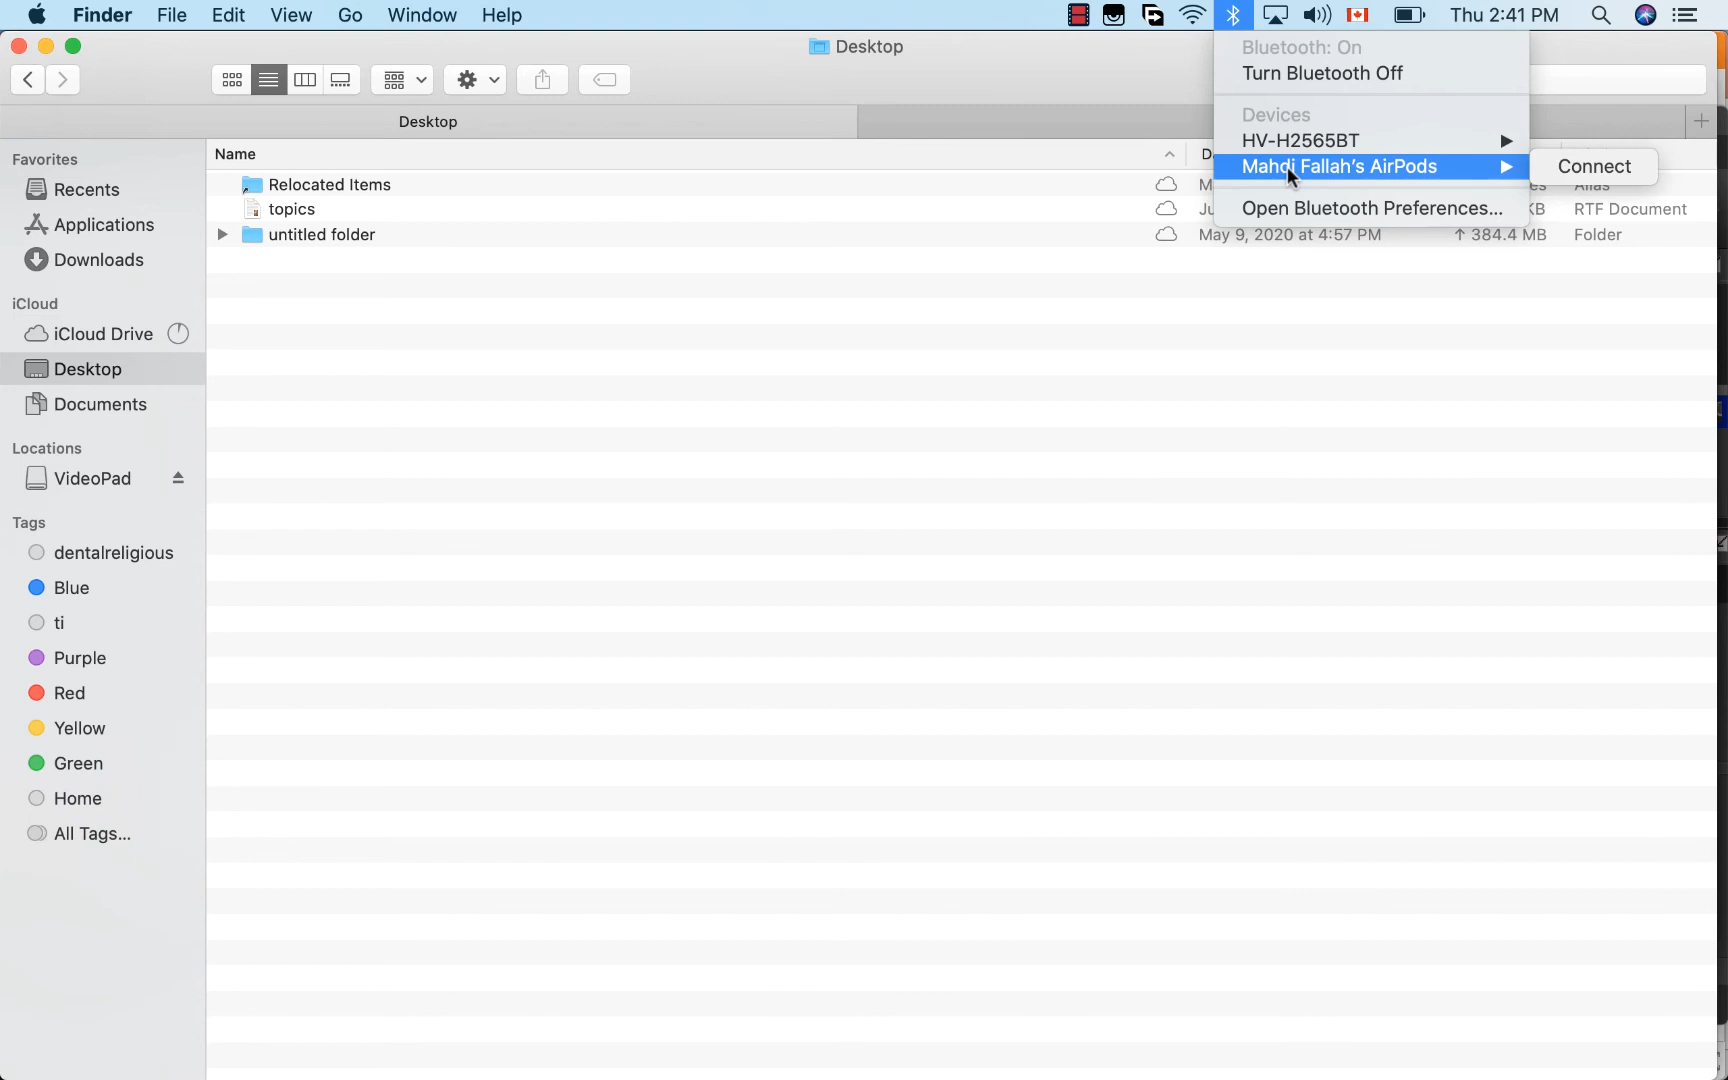 Finder File Edit View Go Window Help Thu 2:41 PM
Desktop
Bluetooth: On
Turn Bluetooth Off
Devices
HV-H2565BT
Mahdi Fallah's AirPods
Connect
Open Bluetooth Preferences...
Desktop
Name
Relocated Items
topics KB RTF Document
untitled folder May 9, 2020 at 4:57 PM ↑ 384.4 MB Folder
Favorites
Recents
Applications
Downloads
iCloud
iCloud Drive
Desktop
Documents
Locations
VideoPad
Tags
dentalreligious
Blue
ti
Purple
Red
Yellow
Green
Home
All Tags...